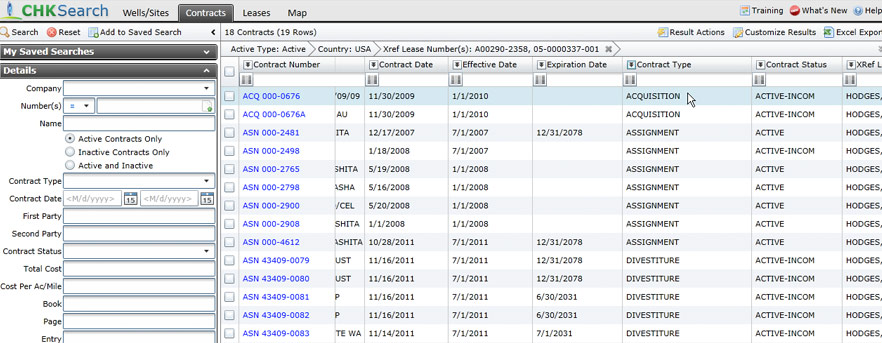 CHKSearch Wells/Sites Contracts Leases Map Training What's New Help
Search Reset Add to Saved Search 18 Contracts (19 Rows) Result Actions Customize Results Excel Expor
My Saved Searches Active Type: Active Country: USA Xref Lease Number(s): A00290-2358, 05-0000337-001
Details Contract Number Contract Date Effective Date Expiration Date Contract Type Contract Status XRef L
Company
Number(s) = ACQ 000-0676 '09/09 11/30/2009 1/1/2010 ACQUISITION ACTIVE-INCOM HODGES,
Name ACQ 000-0676A AU 11/30/2009 1/1/2010 ACQUISITION ACTIVE-INCOM HODGES,
Active Contracts Only ASN 000-2481 ITA 12/17/2007 7/1/2007 12/31/2078 ASSIGNMENT ACTIVE HODGES,
Inactive Contracts Only ASN 000-2498 1/18/2008 7/1/2007 ASSIGNMENT ACTIVE-INCOM HODGES,
Active and Inactive ASN 000-2765 ASHITA 5/16/2008 1/1/2008 ASSIGNMENT ACTIVE HODGES,
Contract Type ASN 000-2798 ASHA 5/19/2008 1/1/2008 ASSIGNMENT ACTIVE HODGES,
Contract Date <M/d/yyyy> 15 <M/d/yyyy> 15 ASN 000-2900 /CEL 5/20/2008 1/1/2008 ASSIGNMENT ACTIVE HODGES,
First Party ASN 000-2908 ASHITA 1/1/2008 1/1/2008 ASSIGNMENT ACTIVE HODGES,
Second Party ASN 000-4612 ASHITA 10/28/2011 7/1/2011 12/31/2078 ASSIGNMENT ACTIVE HODGES,
Contract Status ASN 43409-0079 UST 11/16/2011 7/1/2011 12/31/2078 DIVESTITURE ACTIVE-INCOM HODGES,
Total Cost ASN 43409-0080 UST 11/16/2011 7/1/2011 12/31/2078 DIVESTITURE ACTIVE-INCOM HODGES,
Cost Per Ac/Mile ASN 43409-0081 P 11/16/2011 7/1/2011 6/30/2031 DIVESTITURE ACTIVE-INCOM HODGES,
Book ASN 43409-0082 P 11/16/2011 7/1/2011 6/30/2031 DIVESTITURE ACTIVE-INCOM HODGES,
Page ASN 43409-0083 TE WA 11/14/2011 7/1/2011 7/1/2031 DIVESTITURE ACTIVE-INCOM HODGES,
Entry